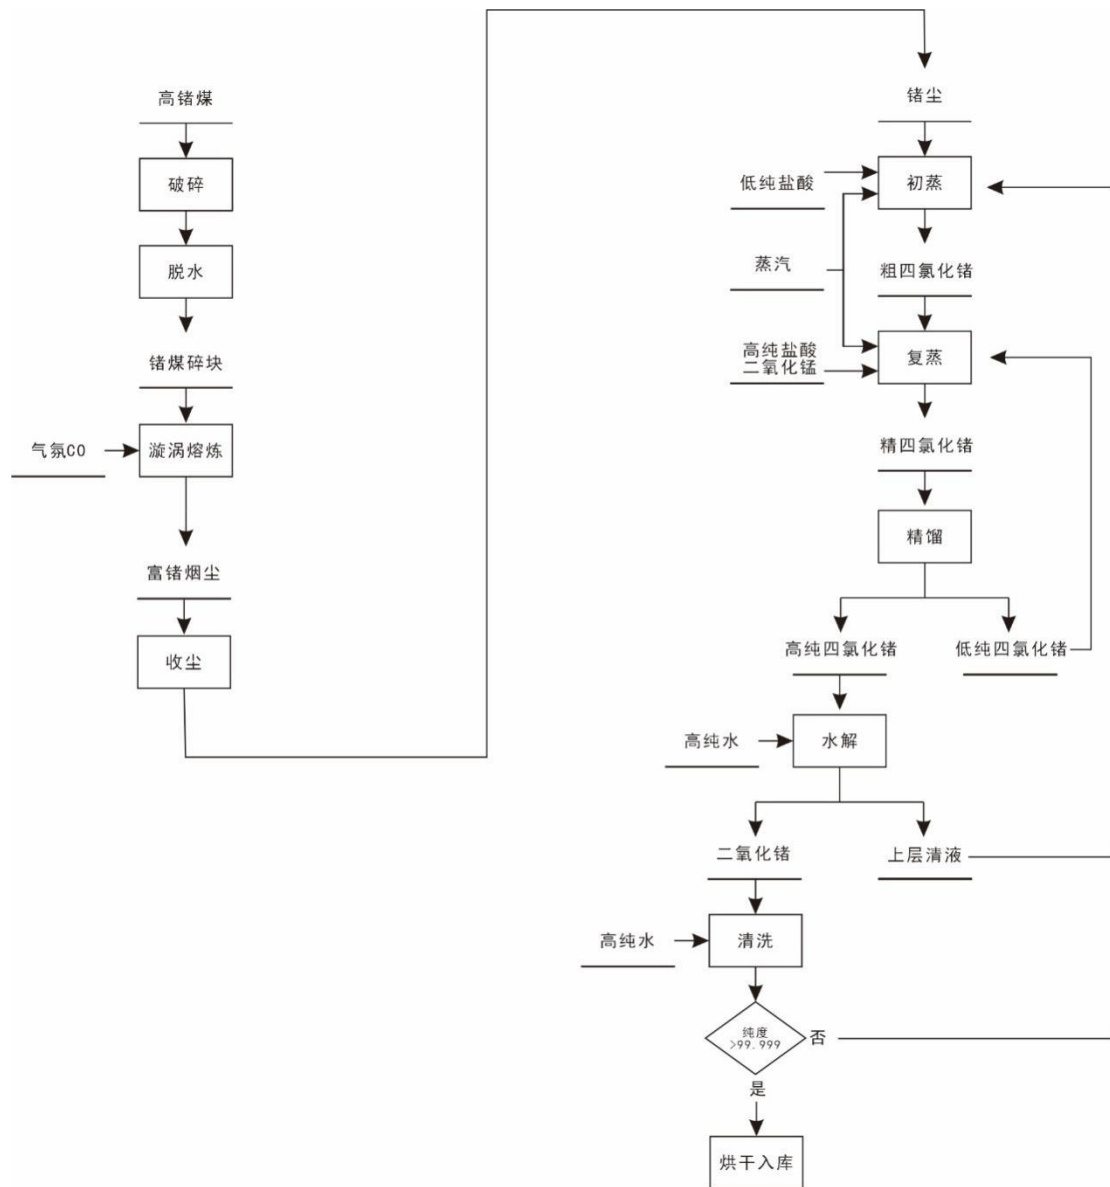 高锗煤
破碎
脱水
锗煤碎块
气氛CO
漩涡熔炼
富锗烟尘
收尘
锗尘
低纯盐酸
初蒸
蒸汽
粗四氯化锗
高纯盐酸
二氧化锰
复蒸
精四氯化锗
精馏
高纯四氯化锗
低纯四氯化锗
高纯水
水解
二氧化锗
上层清液
高纯水
清洗
纯度
>99.999
否
是
烘干入库